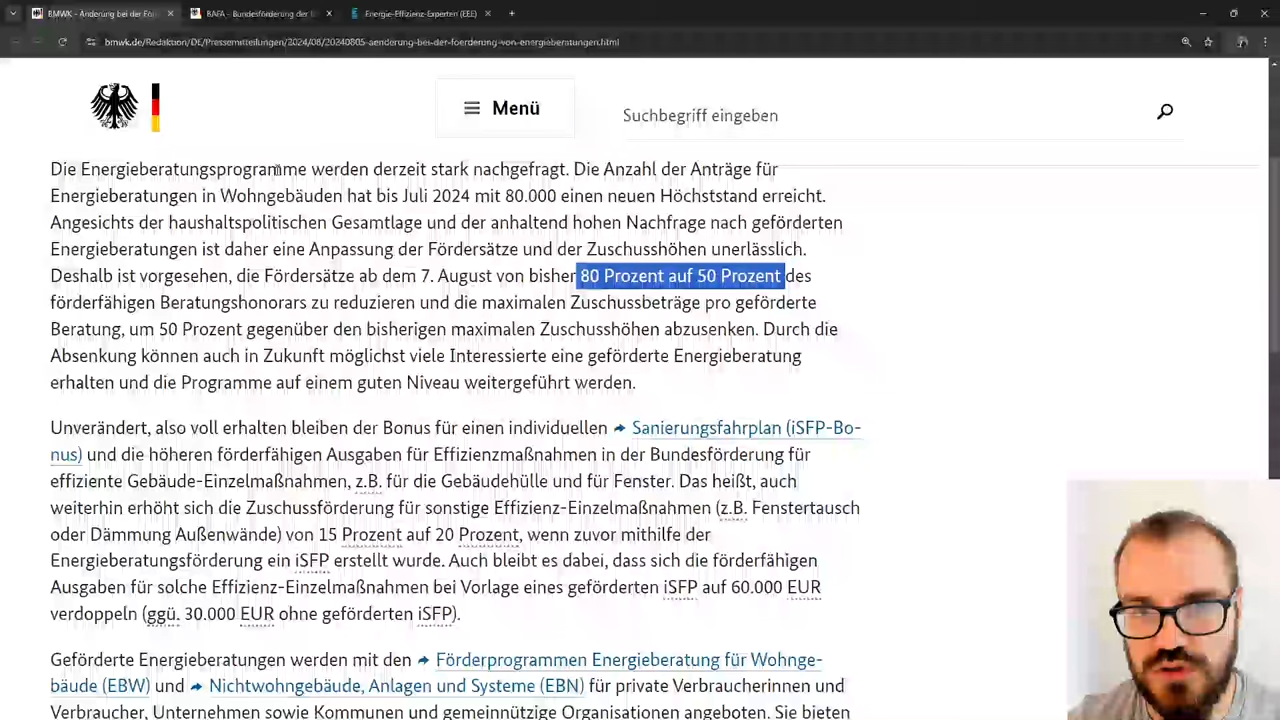 BMWK - Änderung bei der Fö
BAFA - Bundesförderung der
Energie-Effizienz-Experten (EEE)
bmwk.de/Redaktion/DE/Pressemitteilungen/2024/08/20240805-aenderung-bei-der-foerderung-von-energieberatungen.html
Menü
Suchbegriff eingeben
Die Energieberatungsprogramme werden derzeit stark nachgefragt. Die Anzahl der Anträge für
Energieberatungen in Wohngebäuden hat bis Juli 2024 mit 80.000 einen neuen Höchststand erreicht.
Angesichts der haushaltspolitischen Gesamtlage und der anhaltend hohen Nachfrage nach geförderten
Energieberatungen ist daher eine Anpassung der Fördersätze und der Zuschusshöhen unerlässlich.
Deshalb ist vorgesehen, die Fördersätze ab dem 7. August von bisher 80 Prozent auf 50 Prozent des
förderfähigen Beratungshonorars zu reduzieren und die maximalen Zuschussbeträge pro geförderte
Beratung, um 50 Prozent gegenüber den bisherigen maximalen Zuschusshöhen abzusenken. Durch die
Absenkung können auch in Zukunft möglichst viele Interessierte eine geförderte Energieberatung
erhalten und die Programme auf einem guten Niveau weitergeführt werden.
Unverändert, also voll erhalten bleiben der Bonus für einen individuellen Sanierungsfahrplan (iSFP-Bo-
nus) und die höheren förderfähigen Ausgaben für Effizienzmaßnahmen in der Bundesförderung für
effiziente Gebäude-Einzelmaßnahmen, z.B. für die Gebäudehülle und für Fenster. Das heißt, auch
weiterhin erhöht sich die Zuschussförderung für sonstige Effizienz-Einzelmaßnahmen (z.B. Fenstertausch
oder Dämmung Außenwände) von 15 Prozent auf 20 Prozent, wenn zuvor mithilfe der
Energieberatungsförderung ein iSFP erstellt wurde. Auch bleibt es dabei, dass sich die förderfähigen
Ausgaben für solche Effizienz-Einzelmaßnahmen bei Vorlage eines geförderten iSFP auf 60.000 EUR
verdoppeln (ggü. 30.000 EUR ohne geförderten iSFP).
Geförderte Energieberatungen werden mit den Förderprogrammen Energieberatung für Wohnge-
bäude (EBW) und Nichtwohngebäude, Anlagen und Systeme (EBN) für private Verbraucherinnen und
Verbraucher, Unternehmen sowie Kommunen und gemeinnützige Organisationen angeboten. Sie bieten